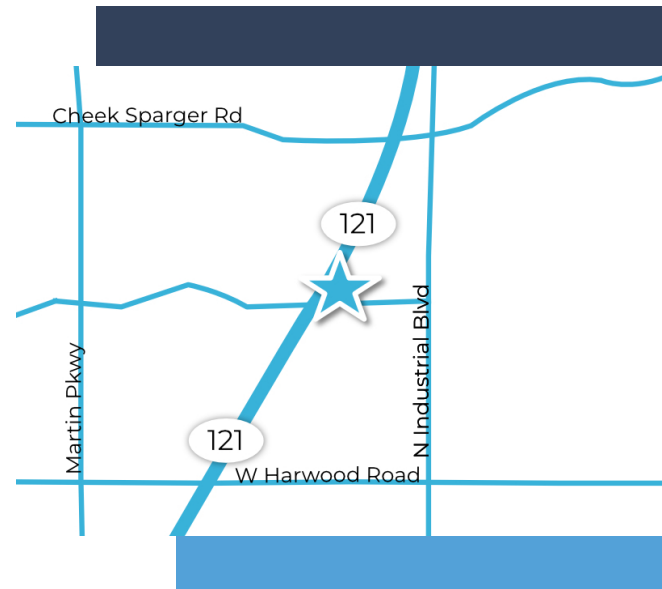 Cheek Sparger Rd
121
N Industrial Blvd
Martin Pkwy
121
W Harwood Road